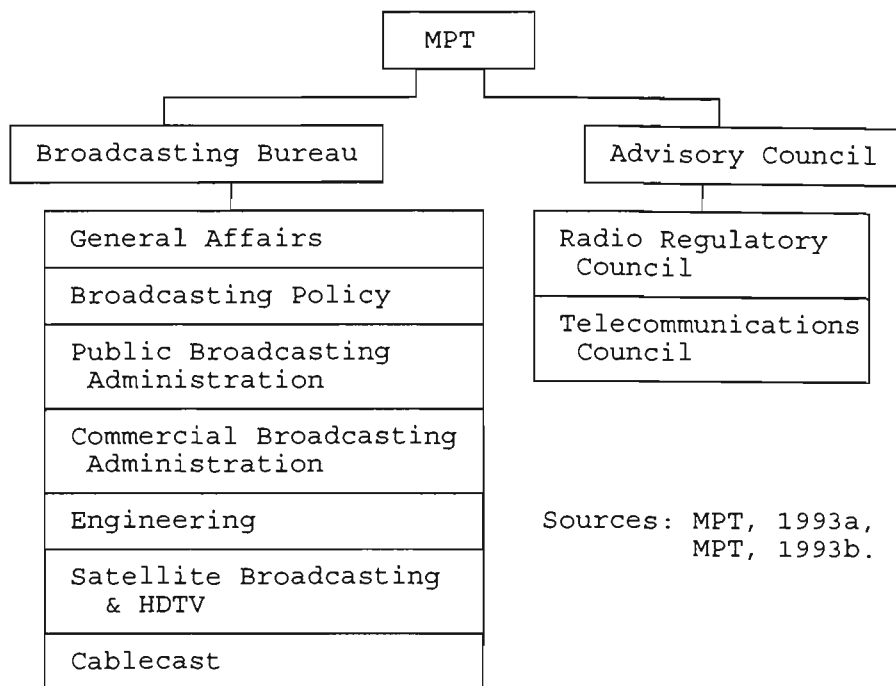 MPT
Broadcasting Bureau
Advisory Council
General Affairs
Broadcasting Policy
Public Broadcasting
Administration
Commercial Broadcasting
Administration
Engineering
Satellite Broadcasting
& HDTV
Cablecast
Radio Regulatory
Council
Telecommunications
Council
Sources: MPT, 1993a,
MPT, 1993b.